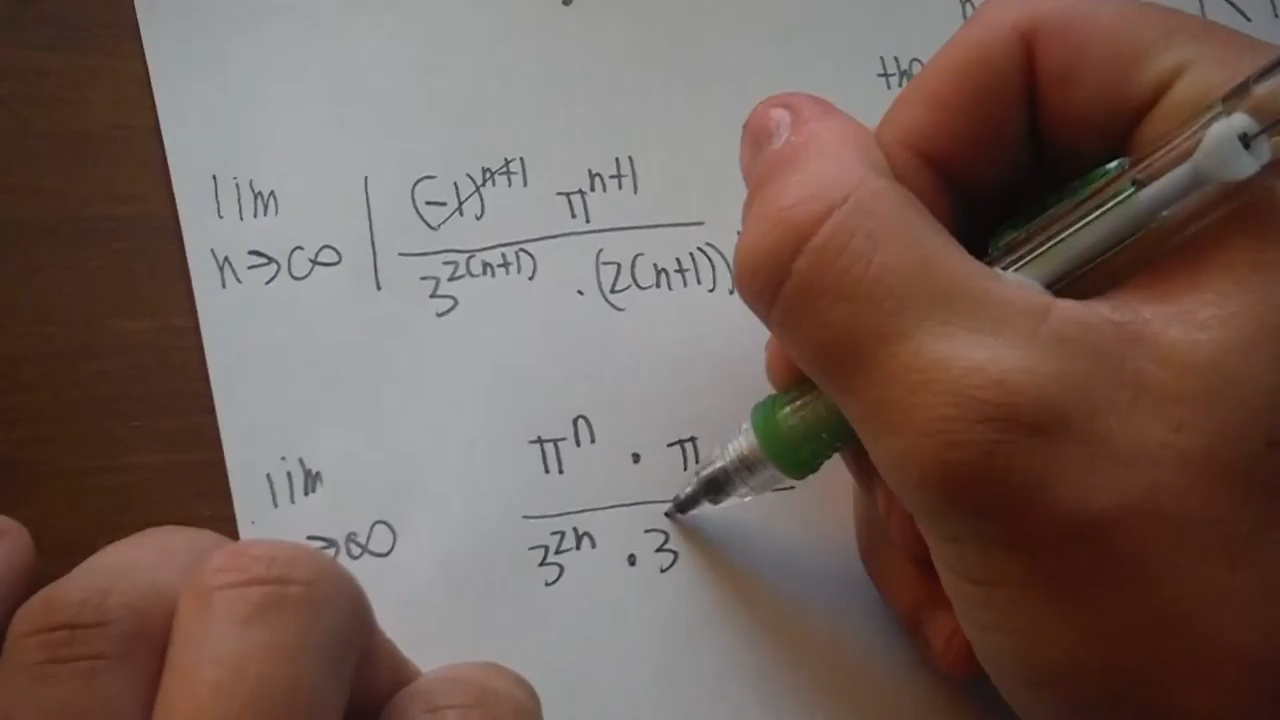 lim n→∞ | (-1)^{n+1} π^{n+1} / 3^{2(n+1)} · (2(n+1))
lim →∞ π^n · π / 3^{2n} · 3